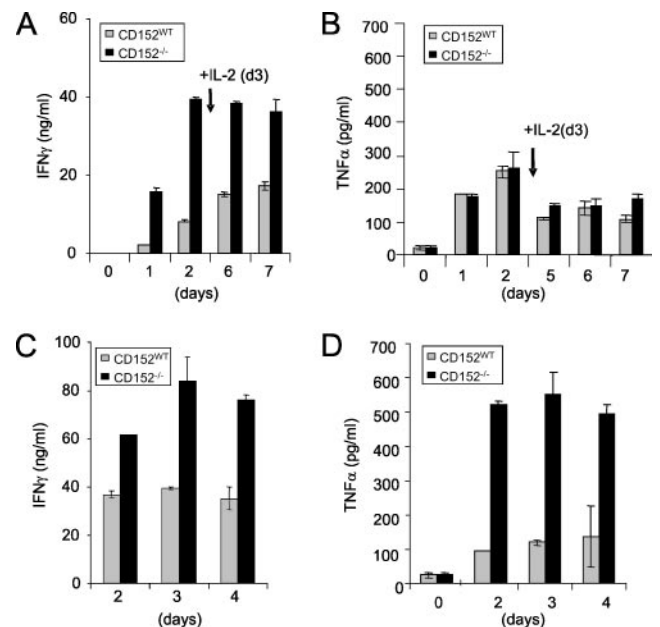 A
CD152WT
CD152-/-
+IL-2 (d3)
IFNγ (ng/ml)
60
40
20
0
0 1 2 6 7
(days)
B
CD152WT
CD152-/-
+IL-2(d3)
TNFα (pg/ml)
700
600
500
400
300
200
100
0
0 1 2 5 6 7
(days)
C
CD152WT
CD152-/-
IFNγ (ng/ml)
100
80
60
40
20
0
2 3 4
(days)
D
CD152WT
CD152-/-
TNFα (pg/ml)
700
600
500
400
300
200
100
0
0 2 3 4
(days)